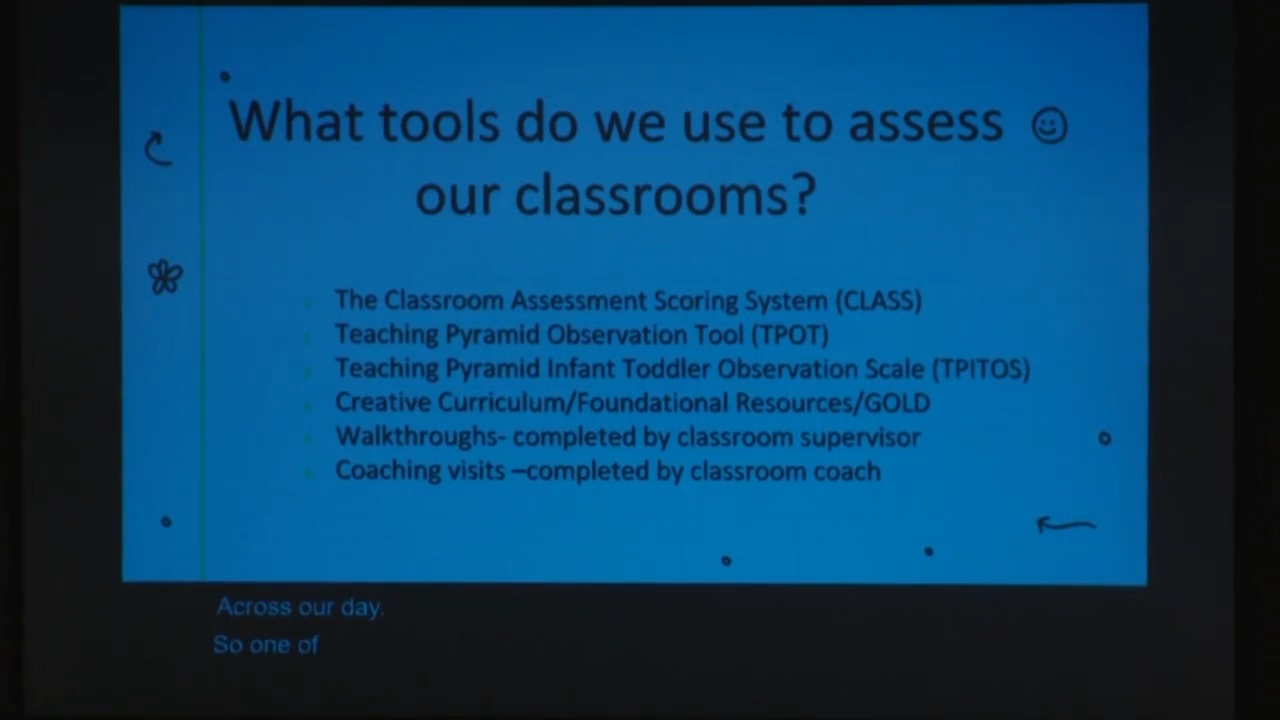 What tools do we use to assess
our classrooms?
The Classroom Assessment Scoring System (CLASS)
Teaching Pyramid Observation Tool (TPOT)
Teaching Pyramid Infant Toddler Observation Scale (TPITOS)
Creative Curriculum/Foundational Resources/GOLD
Walkthroughs- completed by classroom supervisor
Coaching visits –completed by classroom coach
Across our day.
So one of